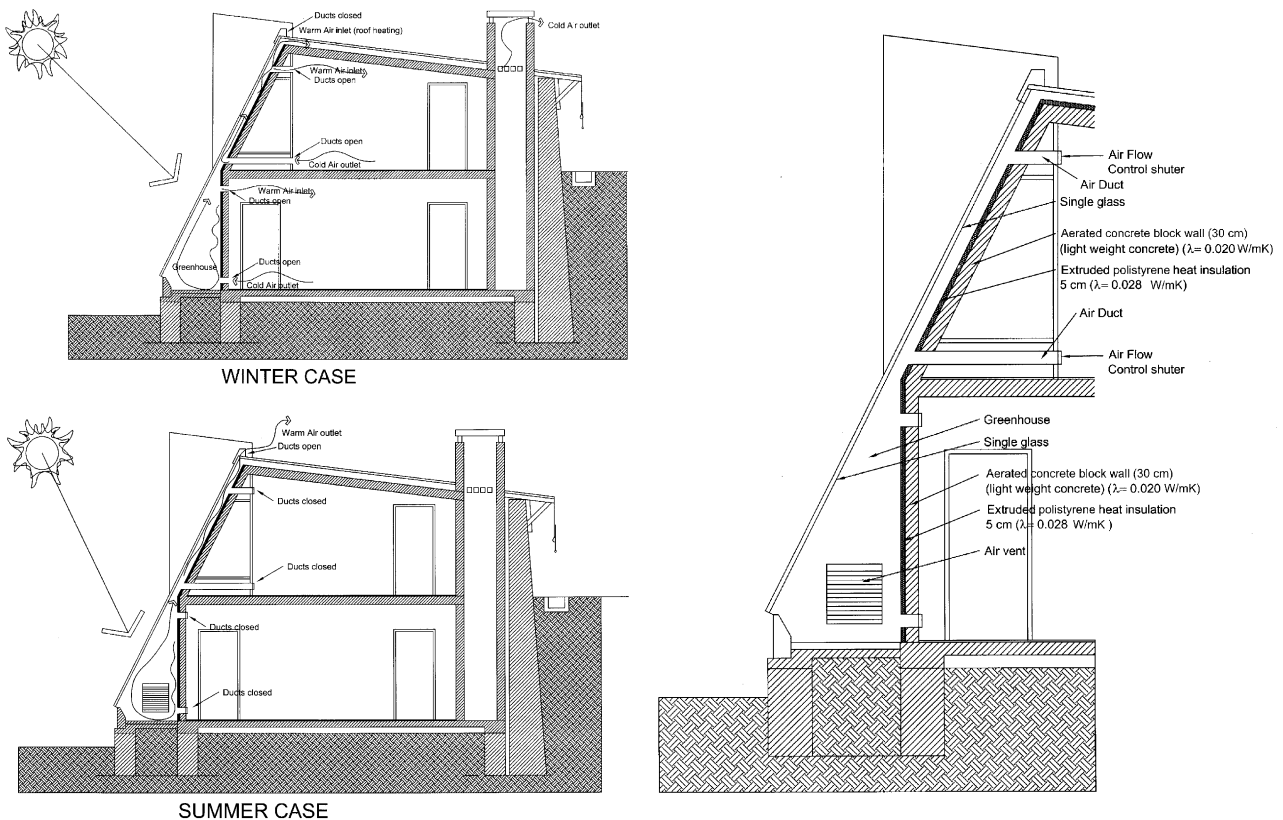 Ducts closed
Warm Air inlet (roof heating)
Cold Air outlet
Warm Air inlet
Ducts open
Ducts open
Cold Air outlet
Warm Air inlet
Ducts open
Greenhouse
Ducts open
Cold Air outlet
WINTER CASE
Warm Air outlet
Ducts open
Ducts closed
Ducts closed
Ducts closed
Ducts closed
SUMMER CASE
Air Flow
Control shuter
Air Duct
Single glass
Aerated concrete block wall (30 cm)
(light weight concrete) (λ= 0.020 W/mK)
Extruded polistyrene heat insulation
5 cm (λ= 0.028 W/mK)
Air Duct
Air Flow
Control shuter
Greenhouse
Single glass
Aerated concrete block wall (30 cm)
(light weight concrete) (λ= 0.020 W/mK)
Extruded polistyrene heat insulation
5 cm (λ= 0.028 W/mK )
Air vent